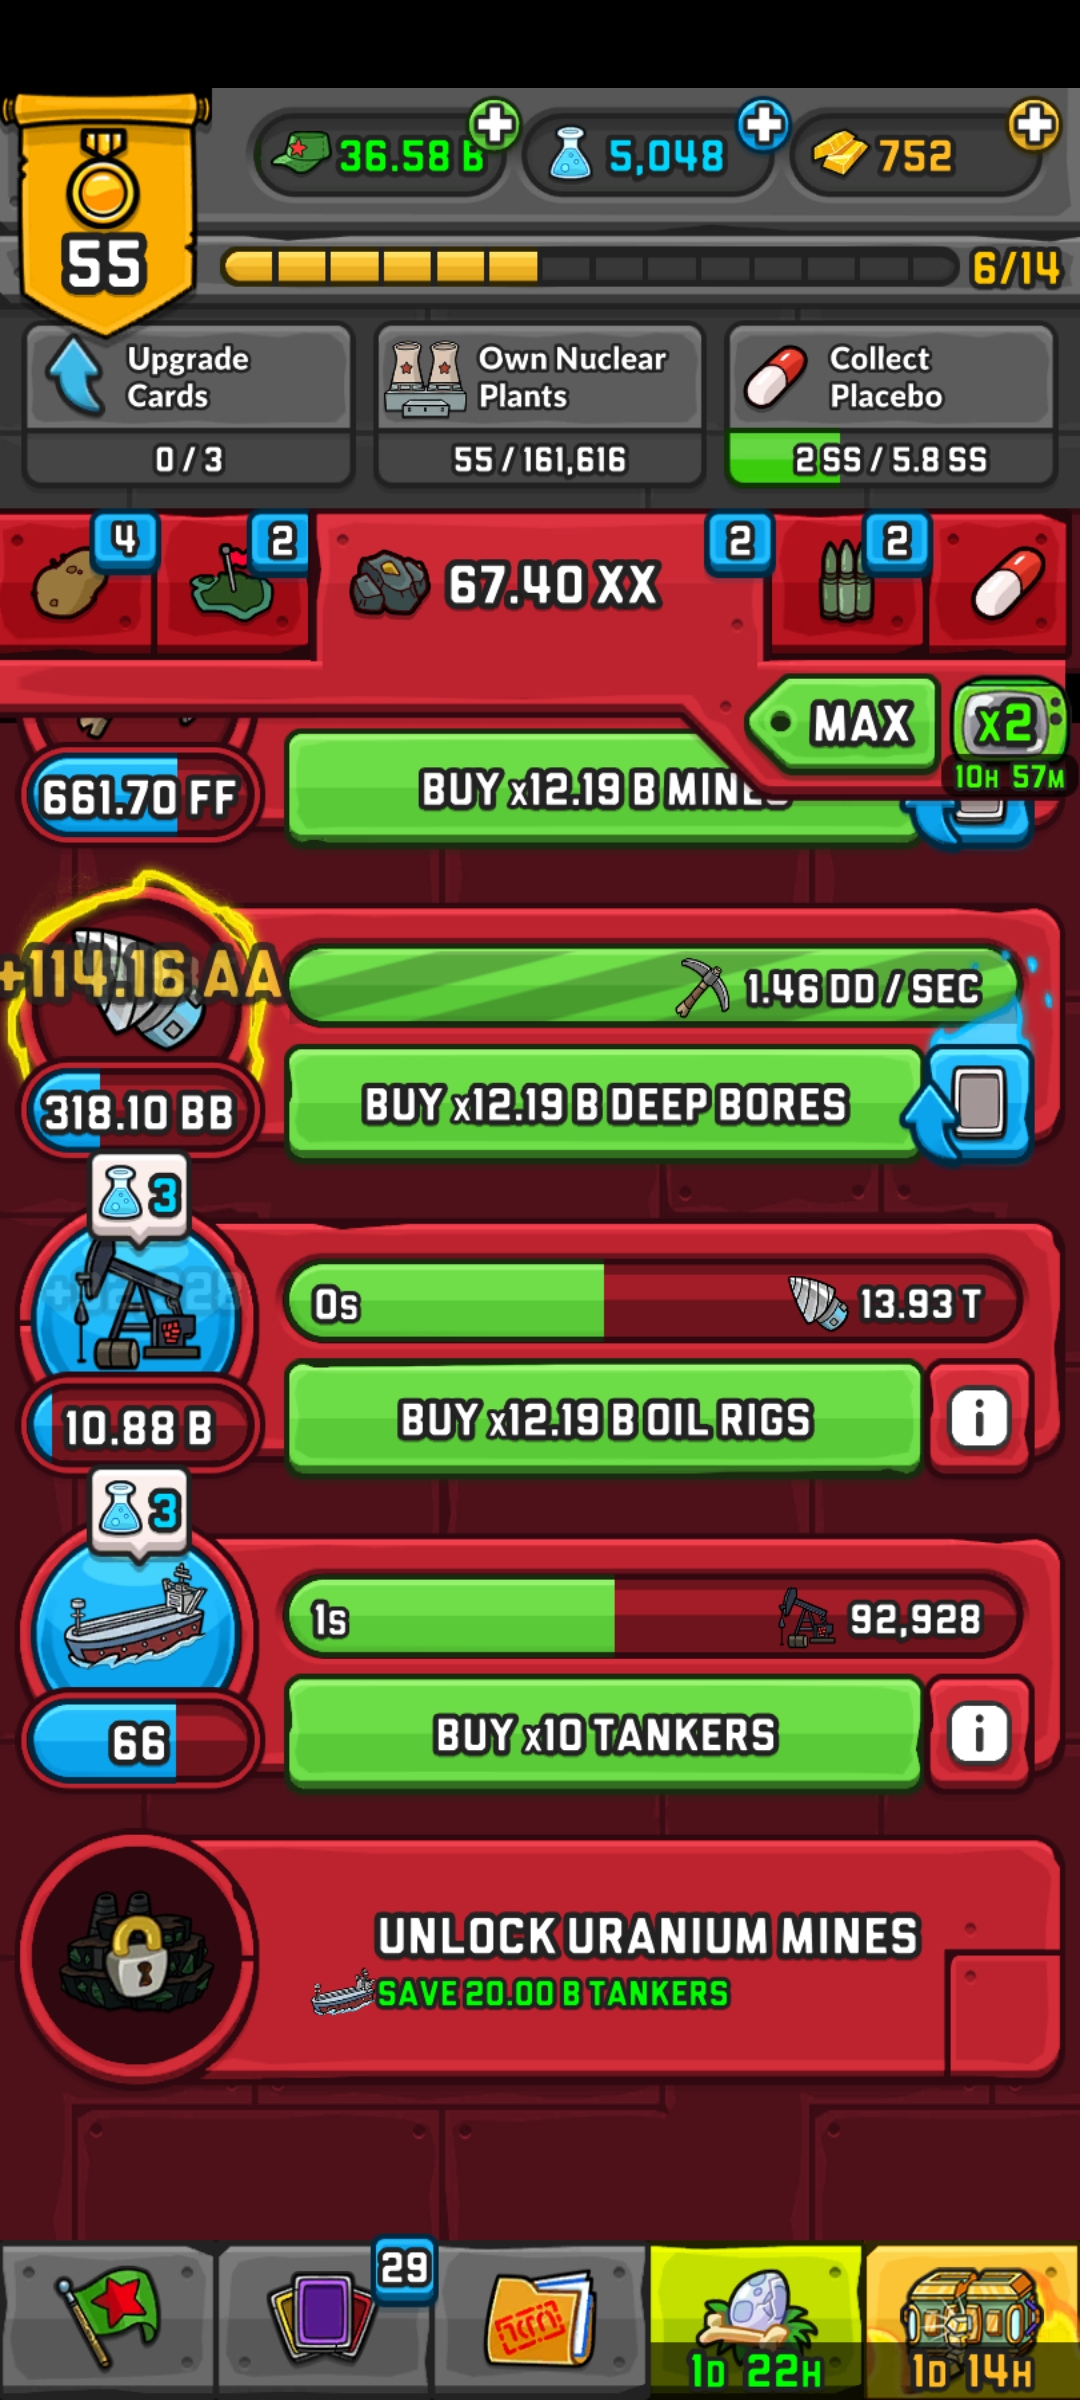 55
36.58 B
5,048
752
6/14
Upgrade
Cards
0 / 3
Own Nuclear
Plants
55 / 161,616
Collect
Placebo
2 SS / 5.8 SS
4
2
67.40 XX
2
2
MAX
x2
10H 57M
661.70 FF
BUY x12.19 B MINES
+114.16 AA
1.46 DD / SEC
318.10 BB
BUY x12.19 B DEEP BORES
3
0s
13.93 T
10.88 B
BUY x12.19 B OIL RIGS
i
3
1s
92,928
66
BUY x10 TANKERS
i
UNLOCK URANIUM MINES
SAVE 20.00 B TANKERS
29
1D 22H
1D 14H